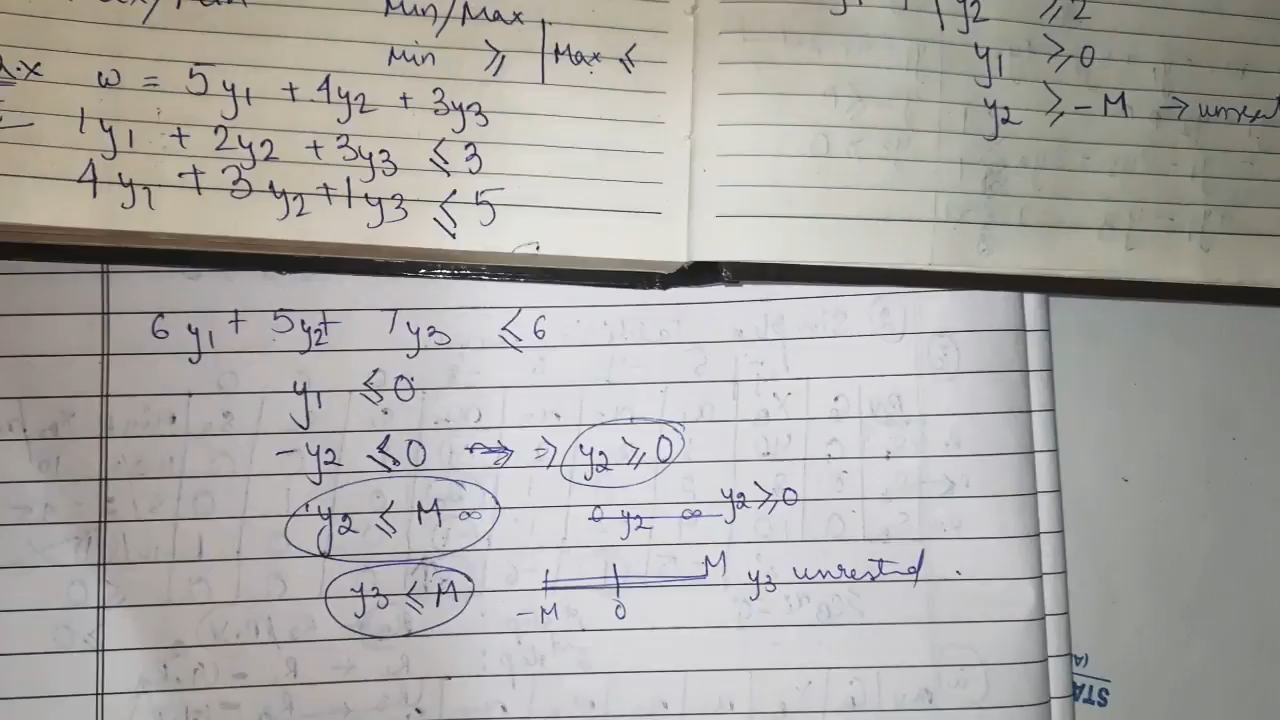 Min/Max
Min ≥ | Max ≤
w = 5y1 + 4y2 + 3y3
1y1 + 2y2 + 3y3 ≤ 3
4y1 + 3y2 + 1y3 ≤ 5
y2 ≥ 2
y1 ≥ 0
y2 ≥ -M →
6y1 + 5y2 + 7y3 ≤ 6
y1 ≤ 0
-y2 ≤ 0 ⇒ y2 ≥ 0
y2 ≤ M ∞ 0 y2 ∞ y2 ≥ 0
y3 ≤ M -M 0 M y3 unrestred.
STA
(A)